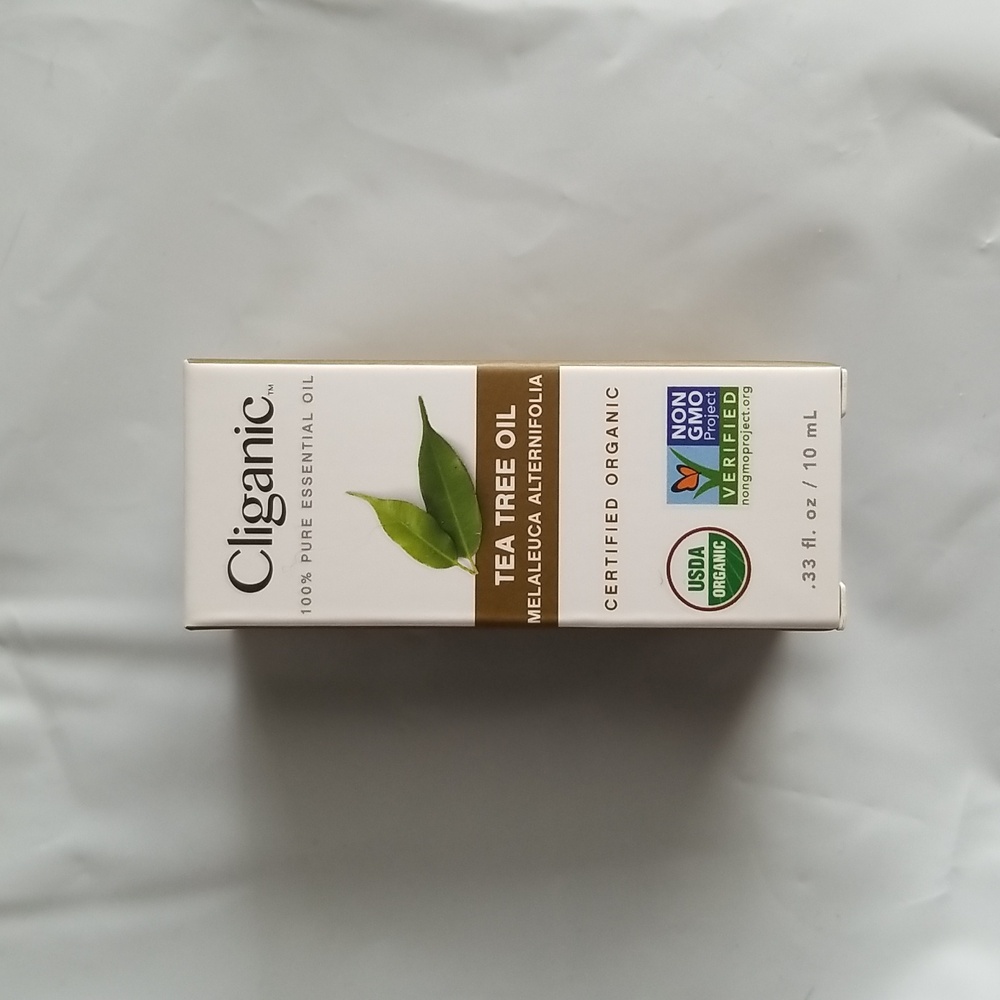 Cliganic™
100% PURE ESSENTIAL OIL
TEA TREE OIL
MELALEUCA ALTERNIFOLIA
CERTIFIED ORGANIC
USDA
ORGANIC
NON
GMO
Project
VERIFIED
nongmoproject.org
.33 fl. oz / 10 mL